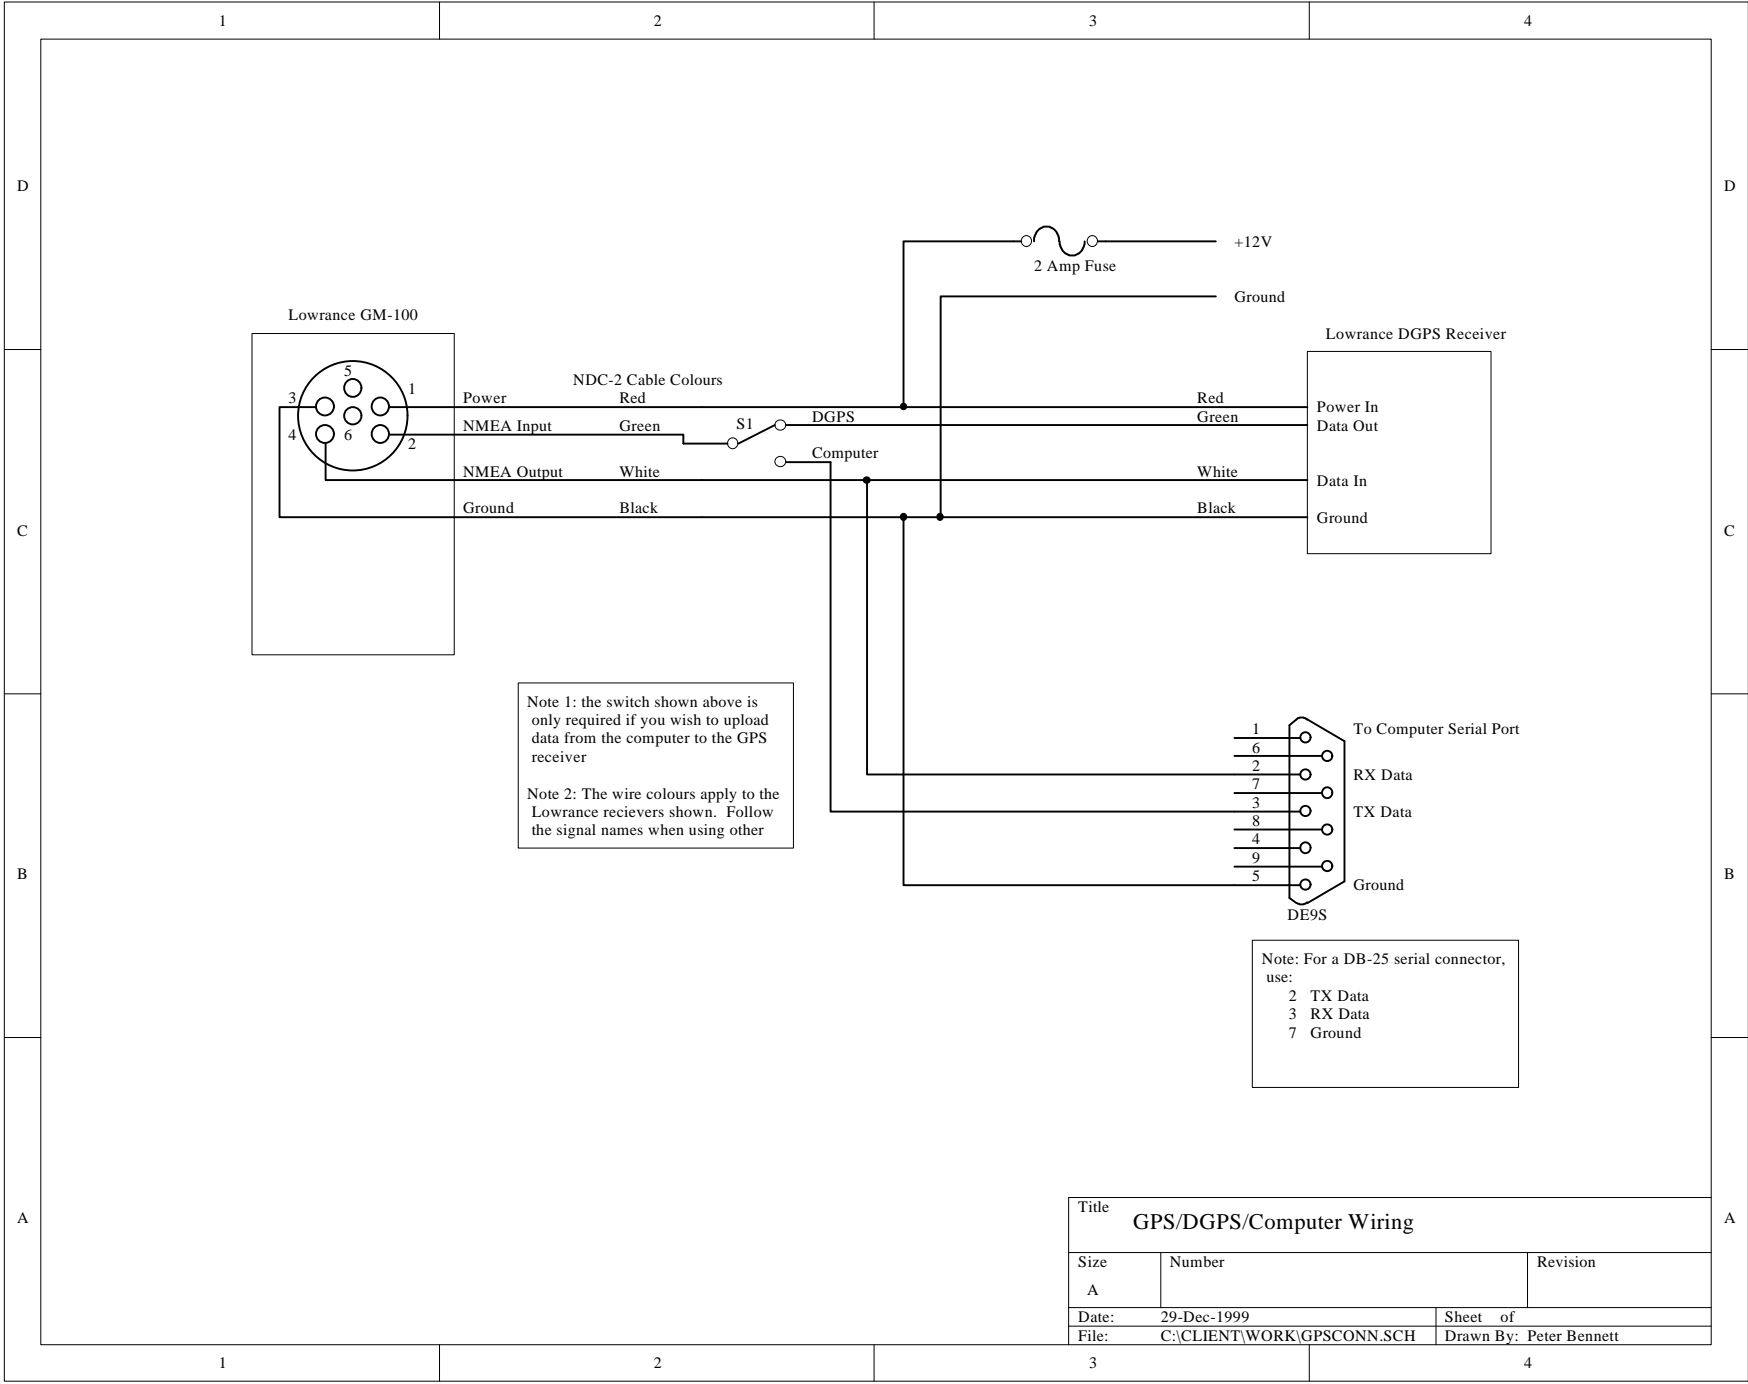 1 2 3 4
D D
+12V
2 Amp Fuse
Ground
Lowrance GM-100
Lowrance DGPS Receiver
5
NDC-2 Cable Colours
3 1
Power Red Red Power In
DGPS
NMEA Input Green S1 Green Data Out
4 6 2
Computer
NMEA Output White White Data In
Ground Black Black Ground
C C
Note 1: the switch shown above is
only required if you wish to upload
data from the computer to the GPS
receiver
Note 2: The wire colours apply to the
Lowrance recievers shown. Follow
the signal names when using other
1 To Computer Serial Port
6
2 RX Data
7
3 TX Data
8
4
9
5 Ground
DE9S
B B
Note: For a DB-25 serial connector,
use:
2 TX Data
3 RX Data
7 Ground
A A
Title
GPS/DGPS/Computer Wiring
Size Number Revision
A
Date: 29-Dec-1999 Sheet of
File: C:\CLIENT\WORK\GPSCONN.SCH Drawn By: Peter Bennett
1 2 3 4